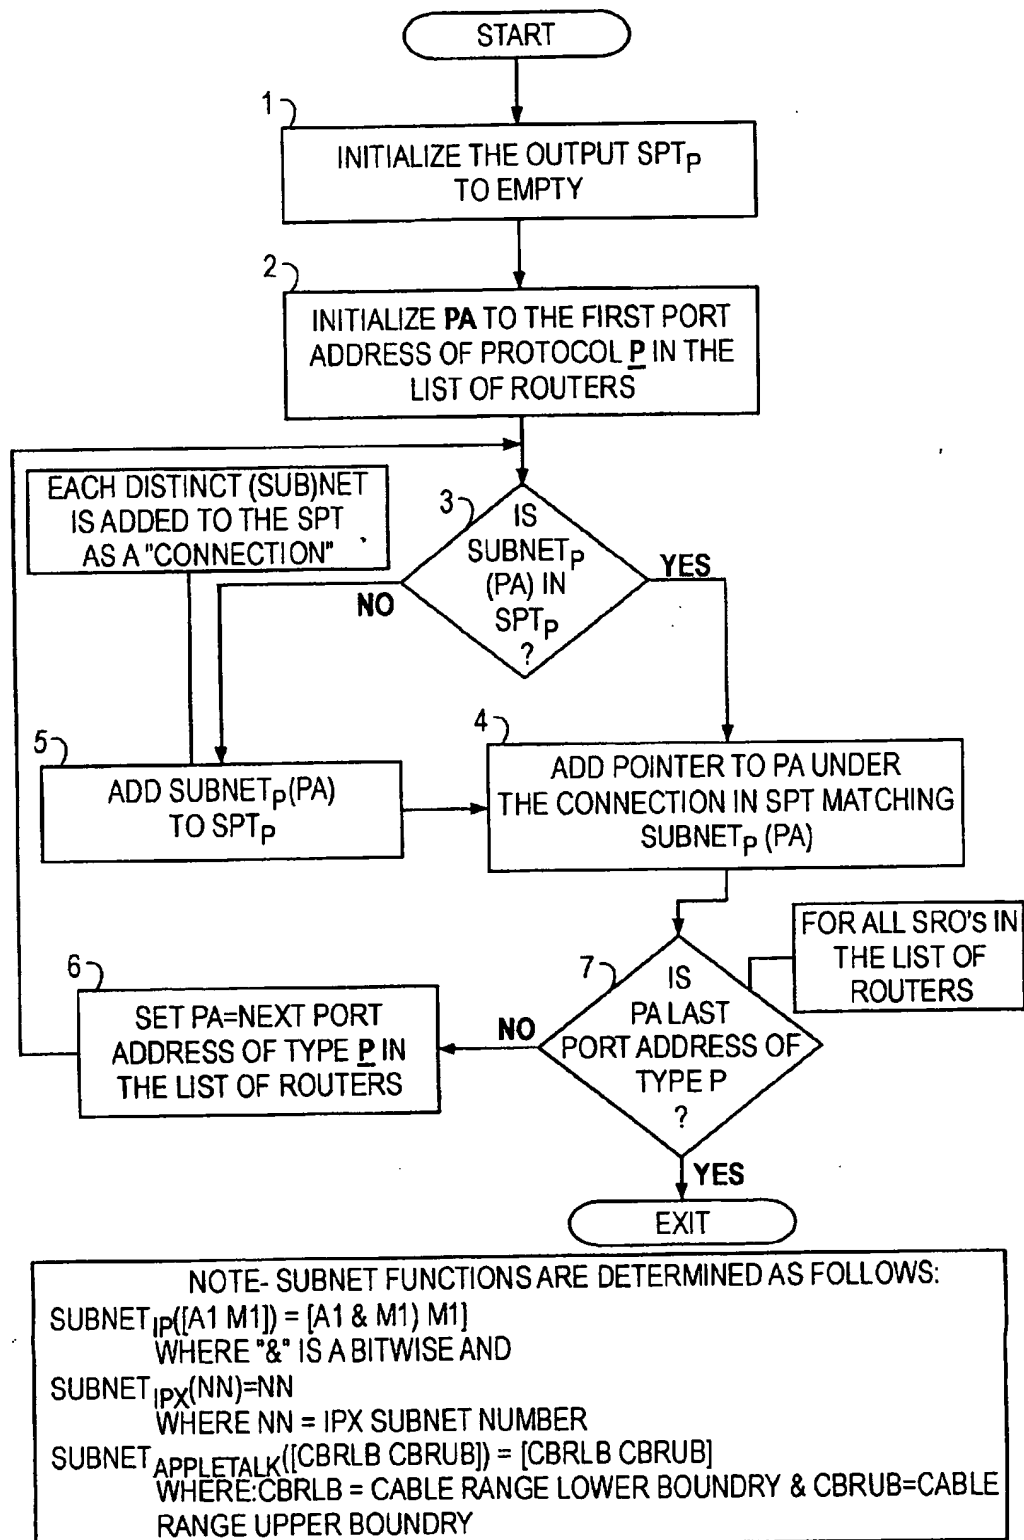 START
1
INITIALIZE THE OUTPUT SPTP
TO EMPTY
2
INITIALIZE PA TO THE FIRST PORT
ADDRESS OF PROTOCOL P IN THE
LIST OF ROUTERS
EACH DISTINCT (SUB)NET
IS ADDED TO THE SPT
AS A "CONNECTION"
3
IS
SUBNETP
(PA) IN
SPTP
?
YES
NO
5
ADD SUBNETP(PA)
TO SPTP
4
ADD POINTER TO PA UNDER
THE CONNECTION IN SPT MATCHING
SUBNETP (PA)
FOR ALL SRO'S IN
THE LIST OF
ROUTERS
6
SET PA=NEXT PORT
ADDRESS OF TYPE P IN
THE LIST OF ROUTERS
7
IS
PA LAST
PORT ADDRESS OF
TYPE P
?
NO
YES
EXIT
NOTE- SUBNET FUNCTIONS ARE DETERMINED AS FOLLOWS:
SUBNETIP([A1 M1]) = [A1 & M1) M1]
WHERE "&" IS A BITWISE AND
SUBNETIPX(NN)=NN
WHERE NN = IPX SUBNET NUMBER
SUBNETAPPLETALK([CBRLB CBRUB]) = [CBRLB CBRUB]
WHERE:CBRLB = CABLE RANGE LOWER BOUNDRY & CBRUB=CABLE
RANGE UPPER BOUNDRY